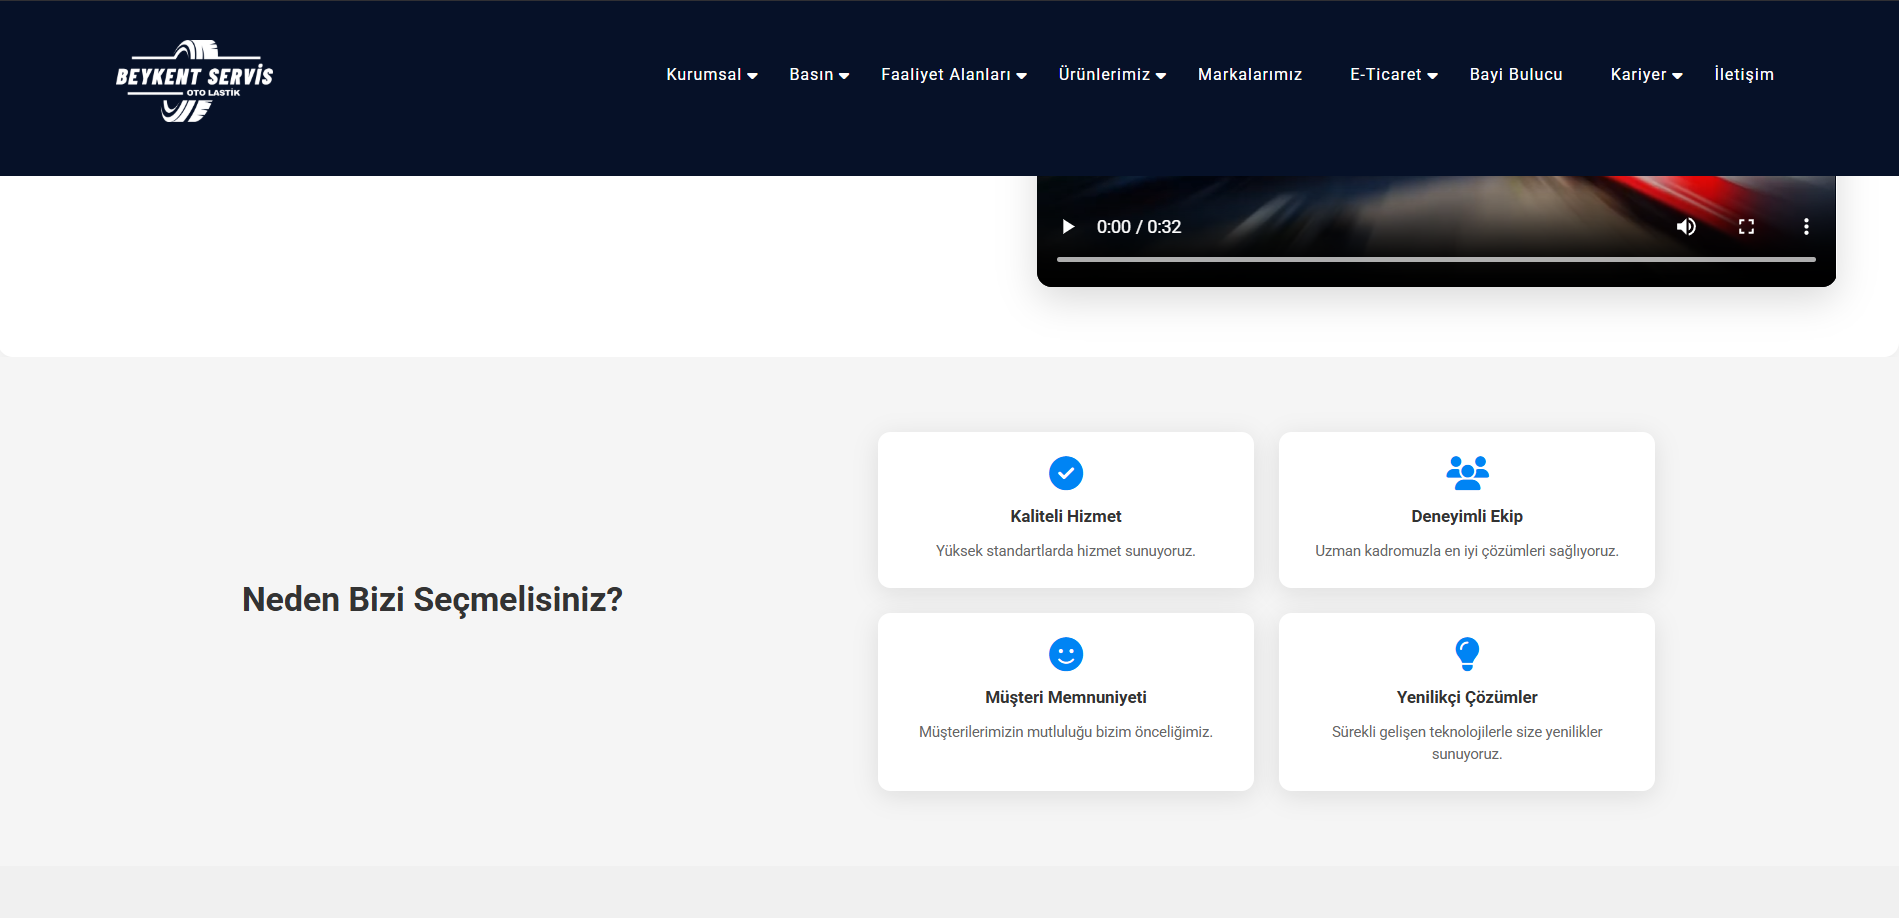 BEYKENT SERVİS
OTO LASTİK
Kurumsal
Basın
Faaliyet Alanları
Ürünlerimiz
Markalarımız
E-Ticaret
Bayi Bulucu
Kariyer
İletişim
0:00 / 0:32
Neden Bizi Seçmelisiniz?
Kaliteli Hizmet
Yüksek standartlarda hizmet sunuyoruz.
Deneyimli Ekip
Uzman kadromuzla en iyi çözümleri sağlıyoruz.
Müşteri Memnuniyeti
Müşterilerimizin mutluluğu bizim önceliğimiz.
Yenilikçi Çözümler
Sürekli gelişen teknolojilerle size yenilikler
sunuyoruz.